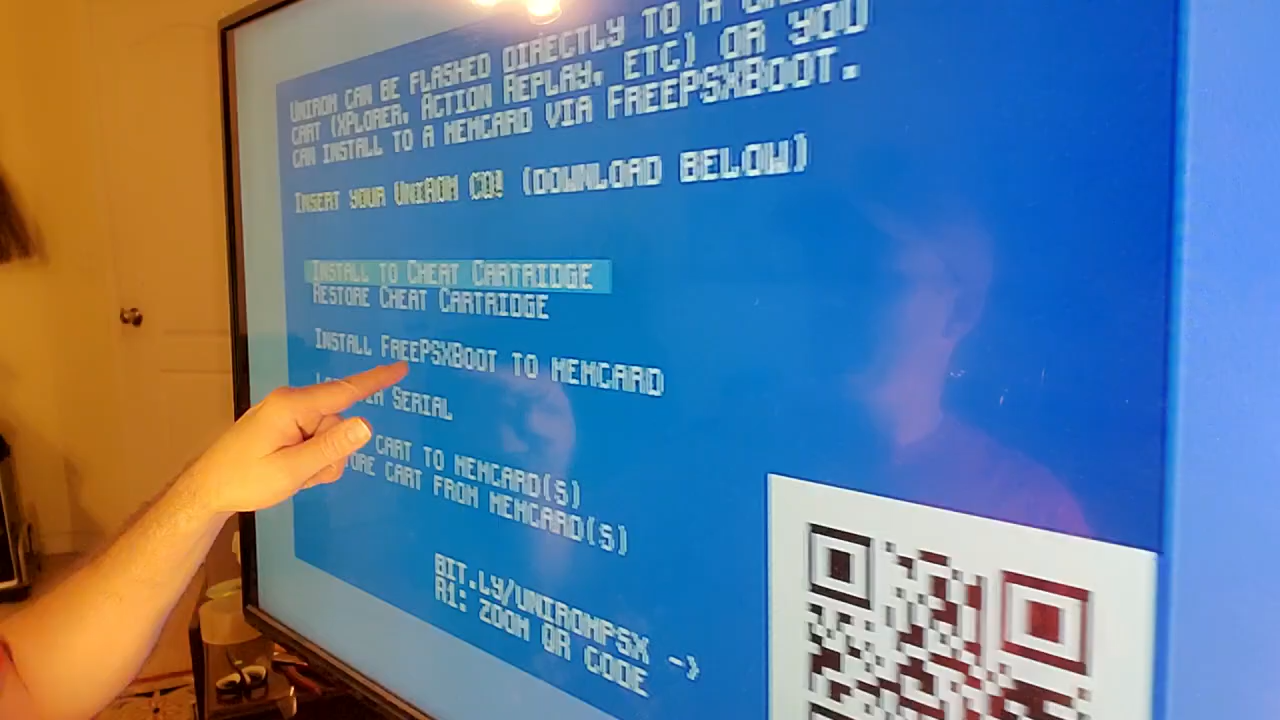 UNIROM CAN BE FLASHED DIRECTLY TO A
CART (XPLORER, ACTION REPLAY, ETC) OR YOU
CAN INSTALL TO A MEMCARD VIA FREEPSXBOOT.
INSERT YOUR UNIROM CD! (DOWNLOAD BELOW)
INSTALL TO CHEAT CARTRIDGE
RESTORE CHEAT CARTRIDGE
INSTALL FREEPSXBOOT TO MEMCARD
SERIAL
CART TO MEMCARD(S)
CART FROM MEMCARD(S)
BIT.LY/UNIROMPSX ->
R1: ZOOM QR CODE